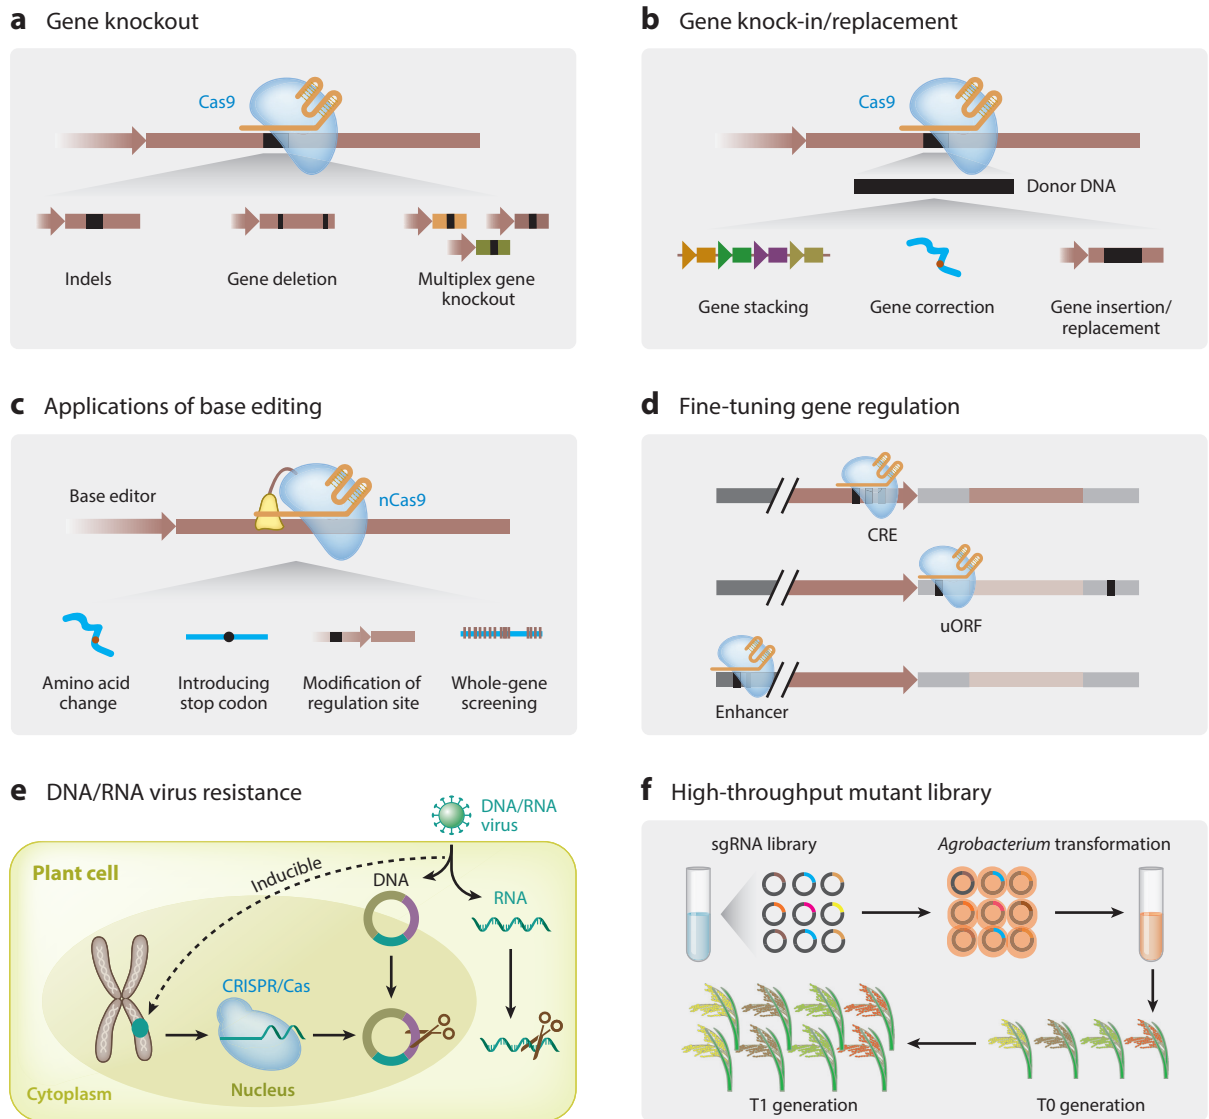 a Gene knockout
Cas9
Indels
Gene deletion
Multiplex gene
knockout
b Gene knock-in/replacement
Cas9
Donor DNA
Gene stacking
Gene correction
Gene insertion/
replacement
c Applications of base editing
Base editor
nCas9
Amino acid
change
Introducing
stop codon
Modification of
regulation site
Whole-gene
screening
d Fine-tuning gene regulation
CRE
uORF
Enhancer
e DNA/RNA virus resistance
DNA/RNA
virus
Plant cell
Inducible
DNA
RNA
CRISPR/Cas
Nucleus
Cytoplasm
f High-throughput mutant library
sgRNA library
Agrobacterium transformation
T1 generation
T0 generation